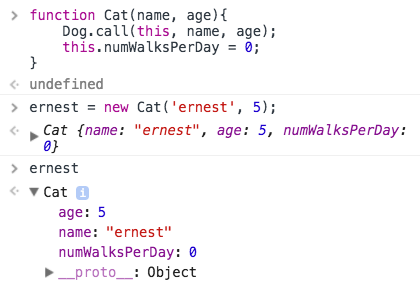 > function Cat(name, age){
Dog.call(this, name, age);
this.numWalksPerDay = 0;
}
undefined
> ernest = new Cat('ernest', 5);
Cat {name: "ernest", age: 5, numWalksPerDay:
0}
> ernest
Cat i
age: 5
name: "ernest"
numWalksPerDay: 0
__proto__: Object